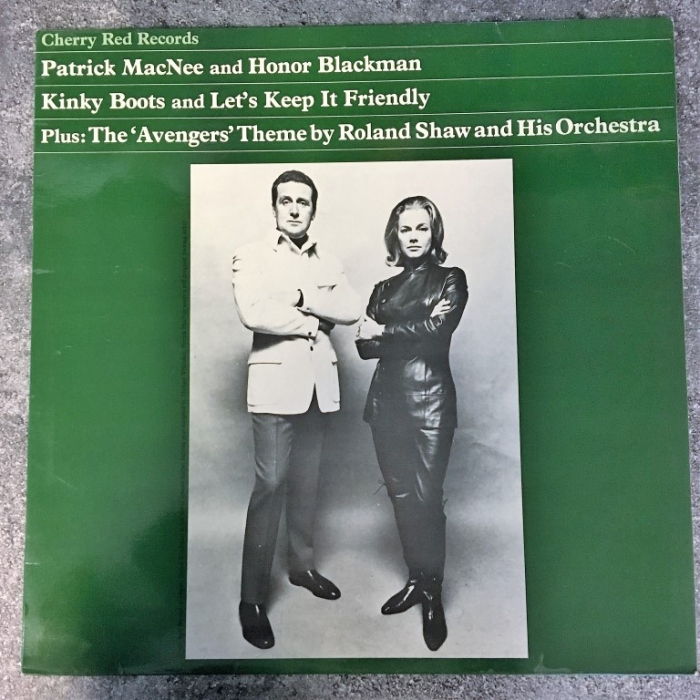 Cherry Red Records
Patrick MacNee and Honor Blackman
Kinky Boots and Let's Keep It Friendly
Plus: The 'Avengers' Theme by Roland Shaw and His Orchestra